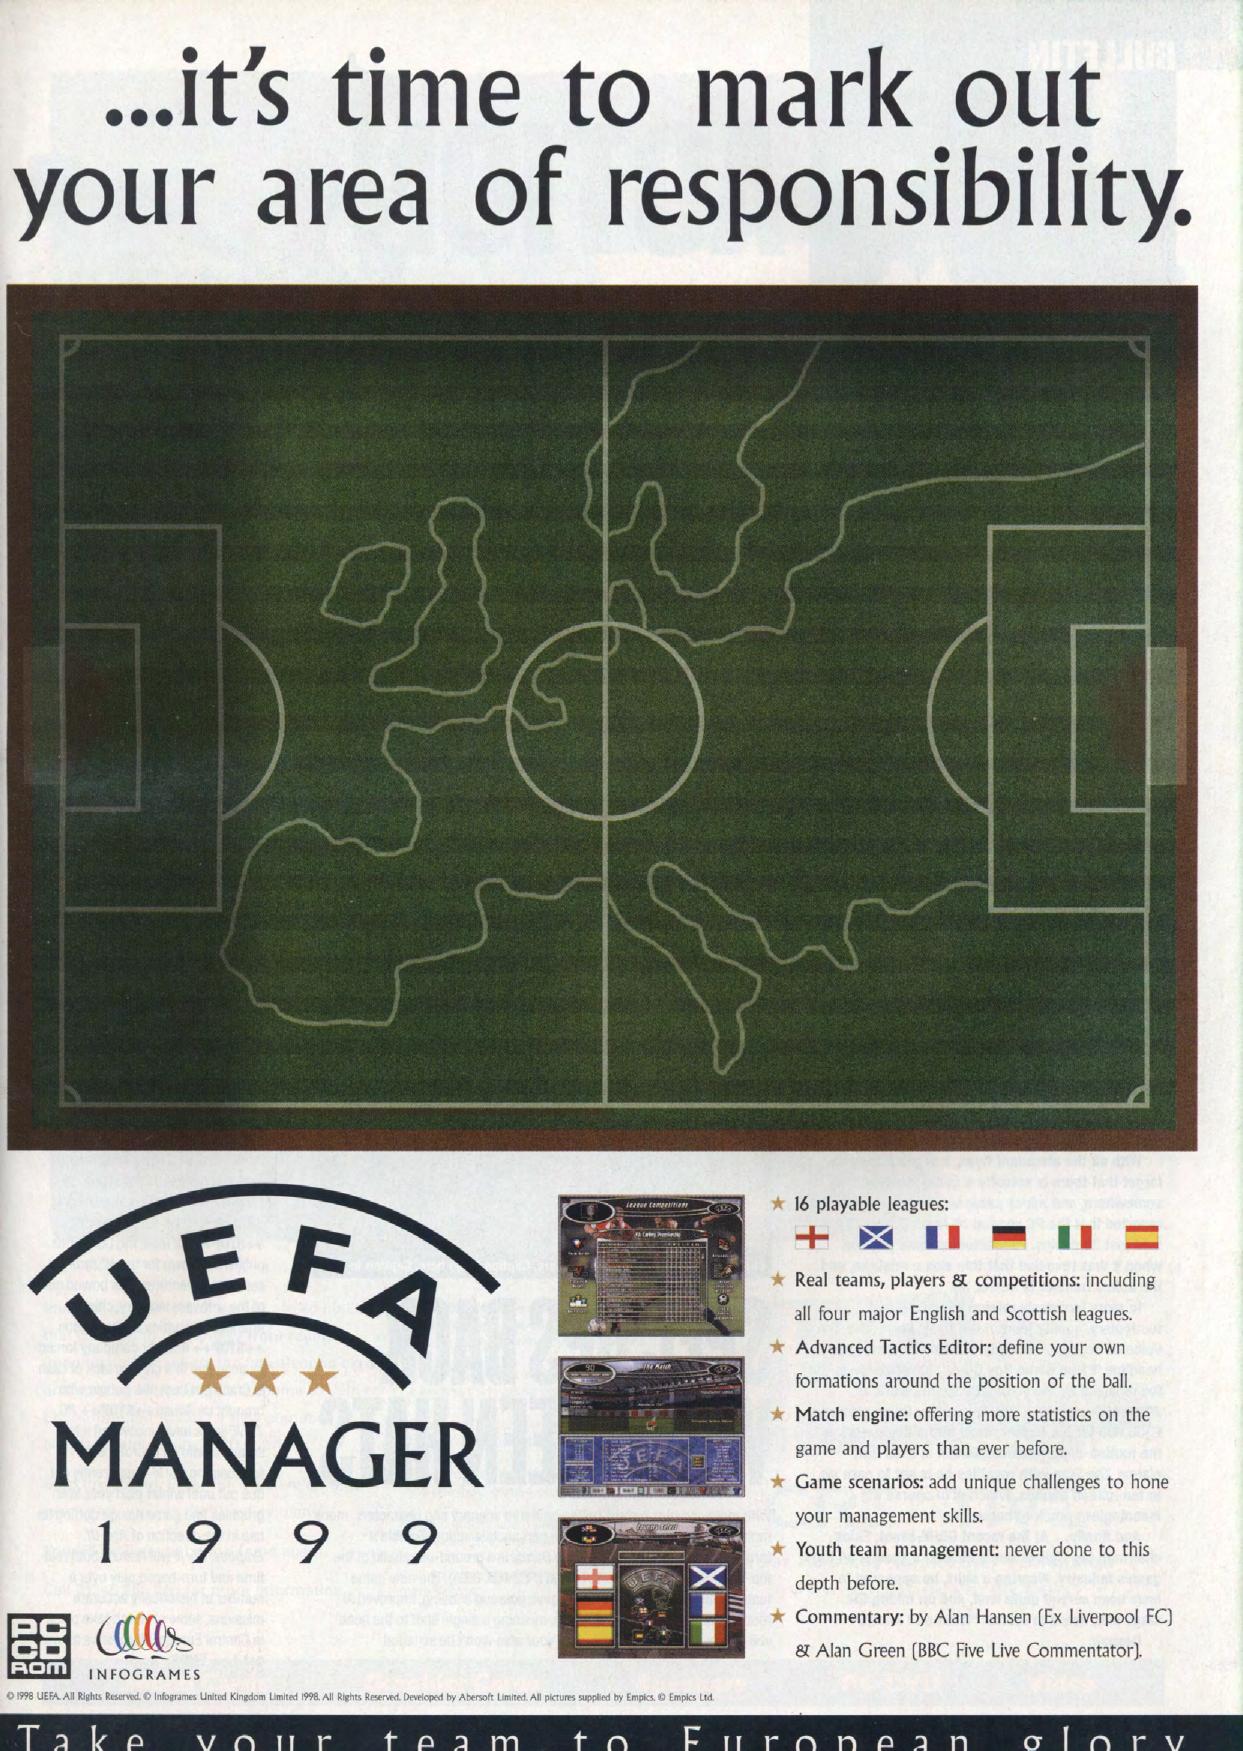 ...it's time to mark out
your area of responsibility.
UEFA
MANAGER
1999
PC
CD
ROM
INFOGRAMES
League Competitions
The Match
UEFA
★ 16 playable leagues:
★ Real teams, players & competitions: including
all four major English and Scottish leagues.
★ Advanced Tactics Editor: define your own
formations around the position of the ball.
★ Match engine: offering more statistics on the
game and players than ever before.
★ Game scenarios: add unique challenges to hone
your management skills.
★ Youth team management: never done to this
depth before.
★ Commentary: by Alan Hansen (Ex Liverpool FC)
& Alan Green (BBC Five Live Commentator).
© 1998 UEFA. All Rights Reserved. © Infogrames United Kingdom Limited 1998. All Rights Reserved. Developed by Abersoft Limited. All pictures supplied by Empics. © Empics Ltd.
Take your team to European glory